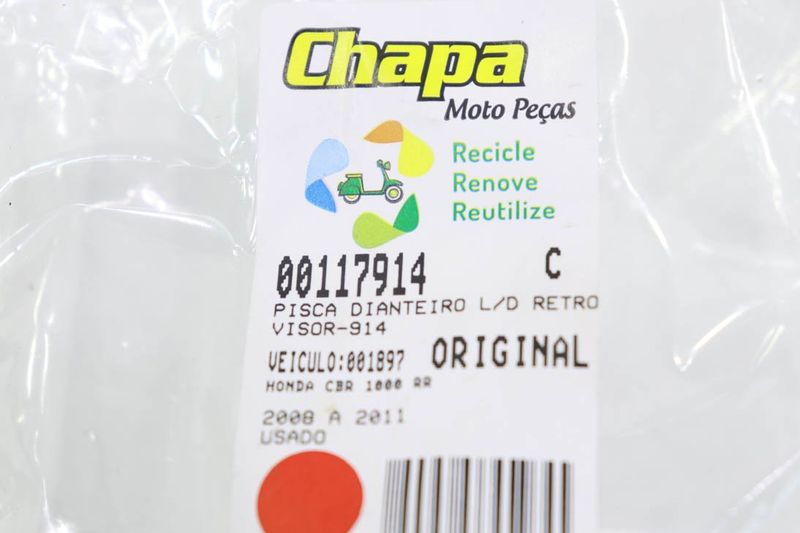 Chapa
Moto Peças
Recicle
Renove
Reutilize
00117914 C
PISCA DIANTEIRO L/D RETRO
VISOR-914
VEICULO:001897 ORIGINAL
HONDA CBR 1000 RR
2008 A 2011
USADO